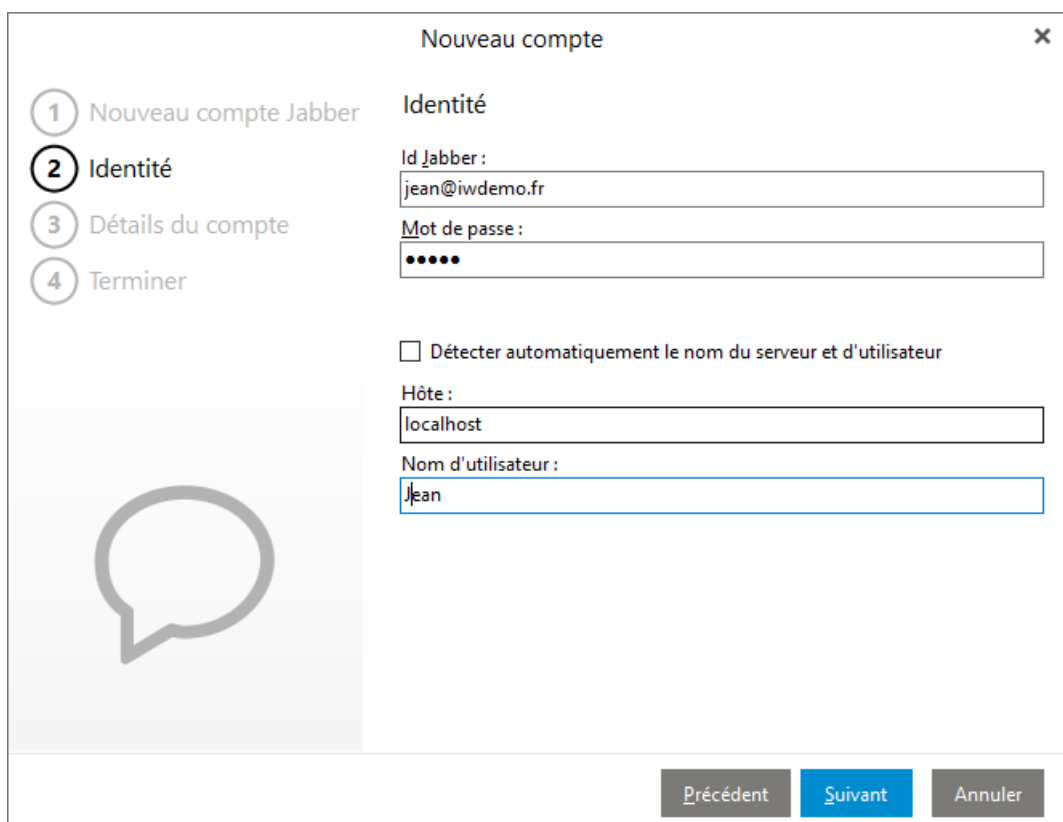 Nouveau compte
1 Nouveau compte Jabber
2 Identité
3 Détails du compte
4 Terminer
Identité
Id Jabber :
jean@iwdemo.fr
Mot de passe :
•••••
Détecter automatiquement le nom du serveur et d'utilisateur
Hôte :
localhost
Nom d'utilisateur :
Jean
Précédent
Suivant
Annuler